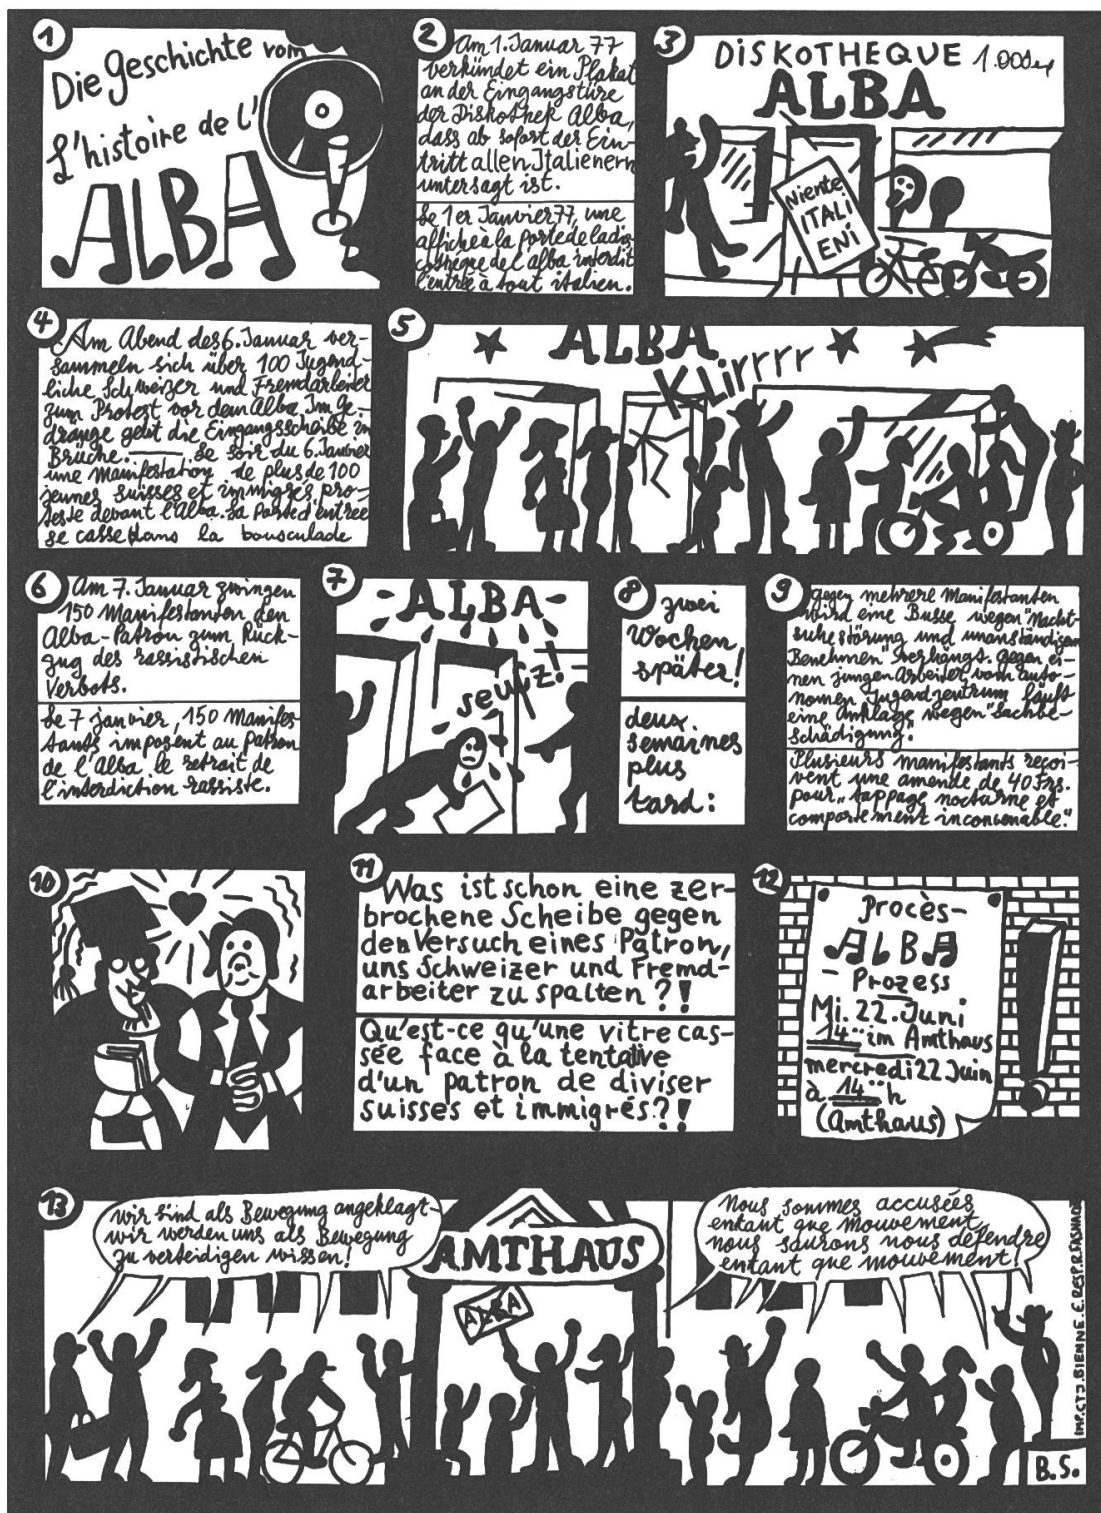 1
Die Geschichte vom
L'histoire de l'
ALBA
2
Am 1. Januar 77
verkündet ein Plakat
an der Eingangstüre
der Diskothek Alba,
dass ab sofort der Ein-
tritt allen Italienern
untersagt ist.
Le 1er Janvier 77, une
affiche à la porte de la dis-
cothèque de l'alba interdit
l'entrée à tout italien.
3
DiSKOTHEQUE
ALBA
Niente
ITALI
ENI
4
Am Abend des 6. Januar ver-
sammeln sich über 100 Jugend-
liche, Schweizer und Fremdarbeiter
zum Protest vor dem Alba. Im Ge-
dränge geht die Eingangsscheibe in
Brüche. Le soir du 6. Janvier
une manifestation de plus de 100
jeunes suisses et immigrés pro-
teste devant l'Alba. La porte d'entrée
se casse dans la bousculade
5
ALBA
KLirrrr
6
Am 7. Januar zwingen
150 Manifestanten den
Alba-Patron zum Rück-
zug des rassistischen
Verbots.
Le 7 janvier, 150 Manifes-
tants imposent au patron
de l'Alba le retrait de
l'interdiction rassiste.
7
ALBA
seufz!
8
zwei
Wochen
später!
deux
semaines
plus
tard:
9
gegen mehrere Manifestanten
wird eine Busse wegen "Nacht-
ruhestörung und unanständigem
Benehmen" verhängt. Gegen ei-
nen jungen Arbeiter vom auto-
nomen Jugendzentrum läuft
eine Anklage wegen "Sachbe-
schädigung".
Plusieurs manifestants reçoi-
vent une amende de 40 Frs.
pour "tappage nocturne et
comportement inconvenable."
10
11
Was ist schon eine zer-
brochene Scheibe gegen
den Versuch eines Patron,
uns Schweizer und Fremd-
arbeiter zu spalten?!
Qu'est-ce qu'une vitre cas-
sée face à la tentative
d'un patron de diviser
suisses et immigrés?!
12
Procès-
ALBA
- Prozess
Mi. 22. Juni
14°° im Amthaus
mercredi 22 Juin
à 14°° h
(Amthaus)
!
13
wir sind als Bewegung angeklagt-
wir werden uns als Bewegung
zu verteidigen wissen!
AMTHAUS
ALBA
Nous sommes accusées
entant que mouvement,
nous saurons nous défendre
entant que mouvement!
IMP.CTJ.BIENNE.E.RESP.R.FASNACHT
B.S.